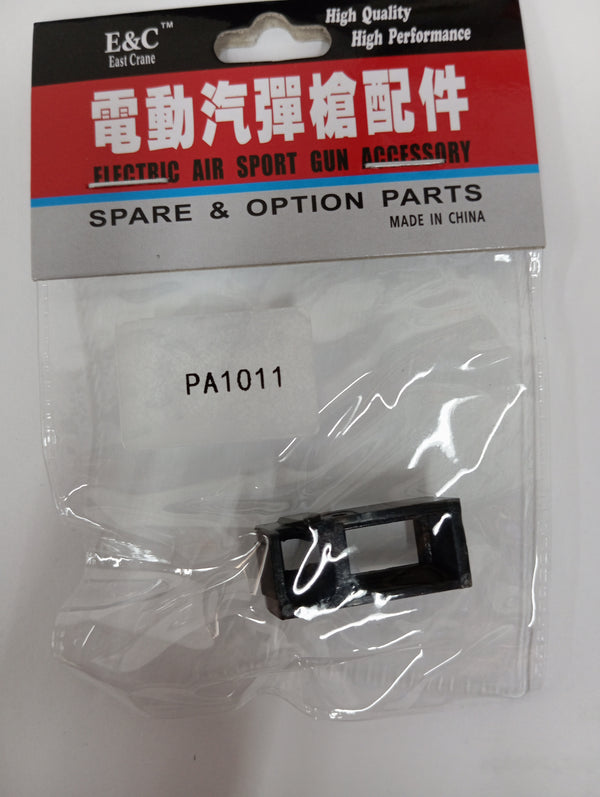 E&C™
East Crane
High Quality
High Performance
電動汽彈槍配件
ELECTRIC AIR SPORT GUN ACCESSORY
SPARE & OPTION PARTS
MADE IN CHINA
PA1011